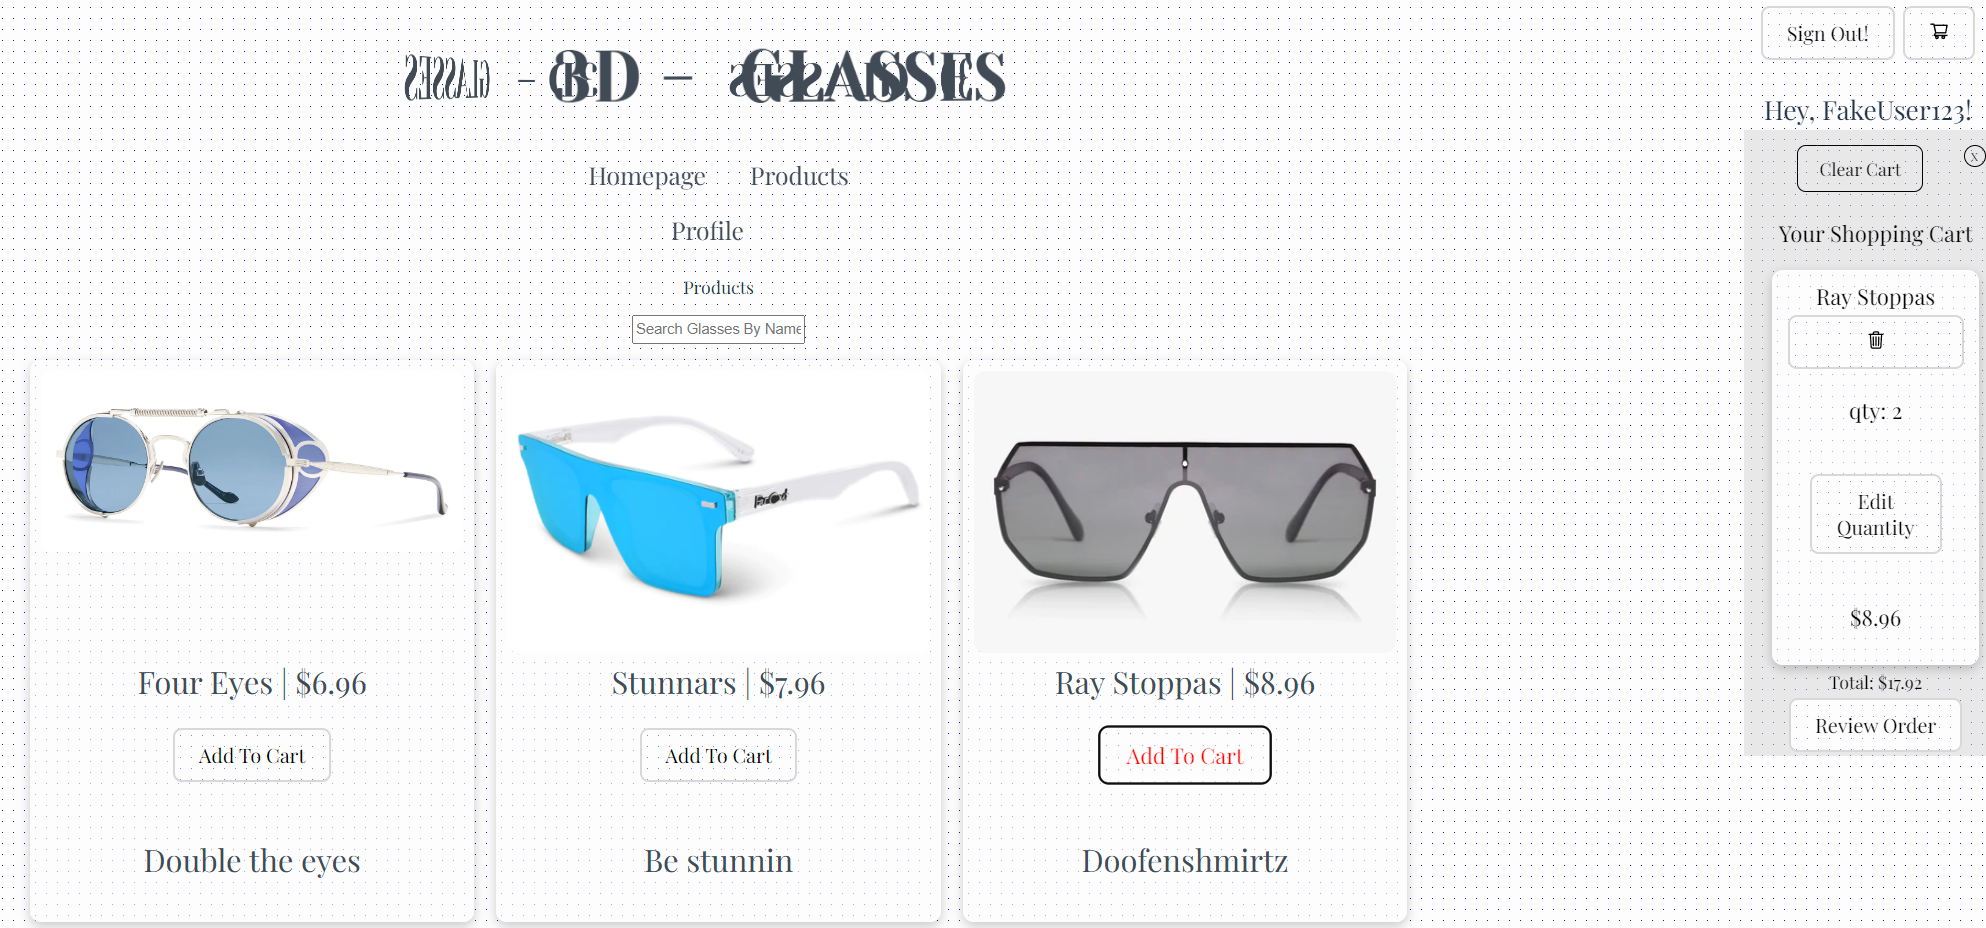 Sign Out!
3D - GLASSES
Hey, FakeUser123!
Homepage Products
Profile
Products
Search Glasses By Name
Clear Cart
x
Your Shopping Cart
Ray Stoppas
qty: 2
Edit
Quantity
$8.96
Total: $17.92
Review Order
Four Eyes | $6.96
Add To Cart
Double the eyes
Stunnars | $7.96
Add To Cart
Be stunnin
Ray Stoppas | $8.96
Add To Cart
Doofenshmirtz